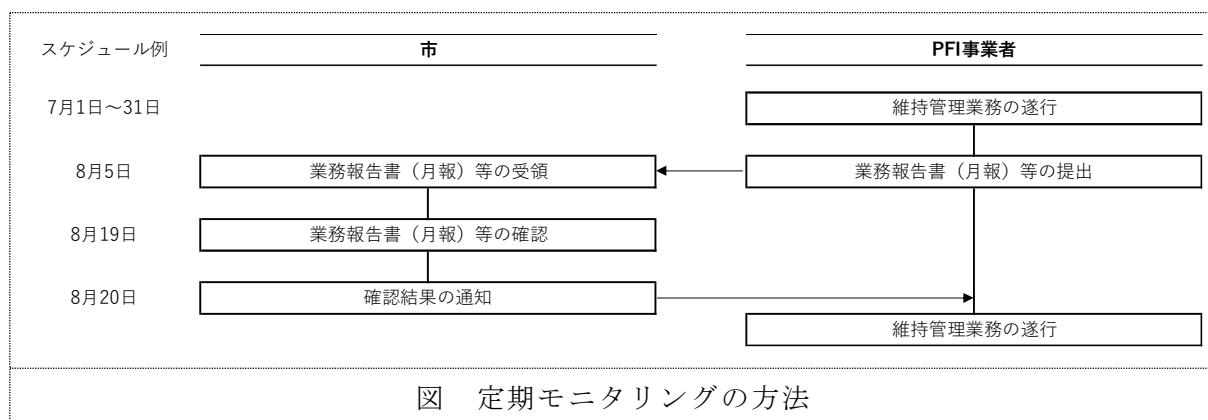 スケジュール例 市 PFI事業者
7月1日～31日 維持管理業務の遂行
8月5日 業務報告書（月報）等の受領 業務報告書（月報）等の提出
8月19日 業務報告書（月報）等の確認
8月20日 確認結果の通知
維持管理業務の遂行
図 定期モニタリングの方法